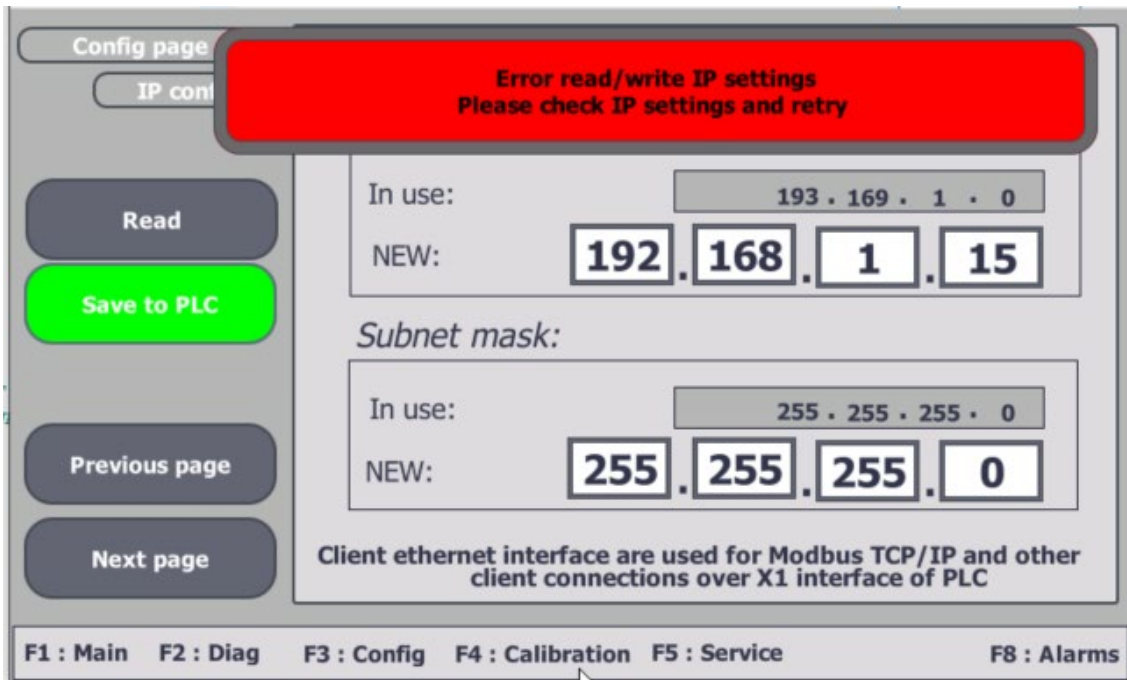 Config page
Error read/write IP settings
Please check IP settings and retry
IP conf
Read
Save to PLC
Previous page
Next page
In use:
193 . 169 . 1 . 0
NEW:
192 . 168 . 1 . 15
Subnet mask:
In use:
255 . 255 . 255 . 0
NEW:
255 . 255 . 255 . 0
Client ethernet interface are used for Modbus TCP/IP and other
client connections over X1 interface of PLC
F1 : Main F2 : Diag F3 : Config F4 : Calibration F5 : Service F8 : Alarms